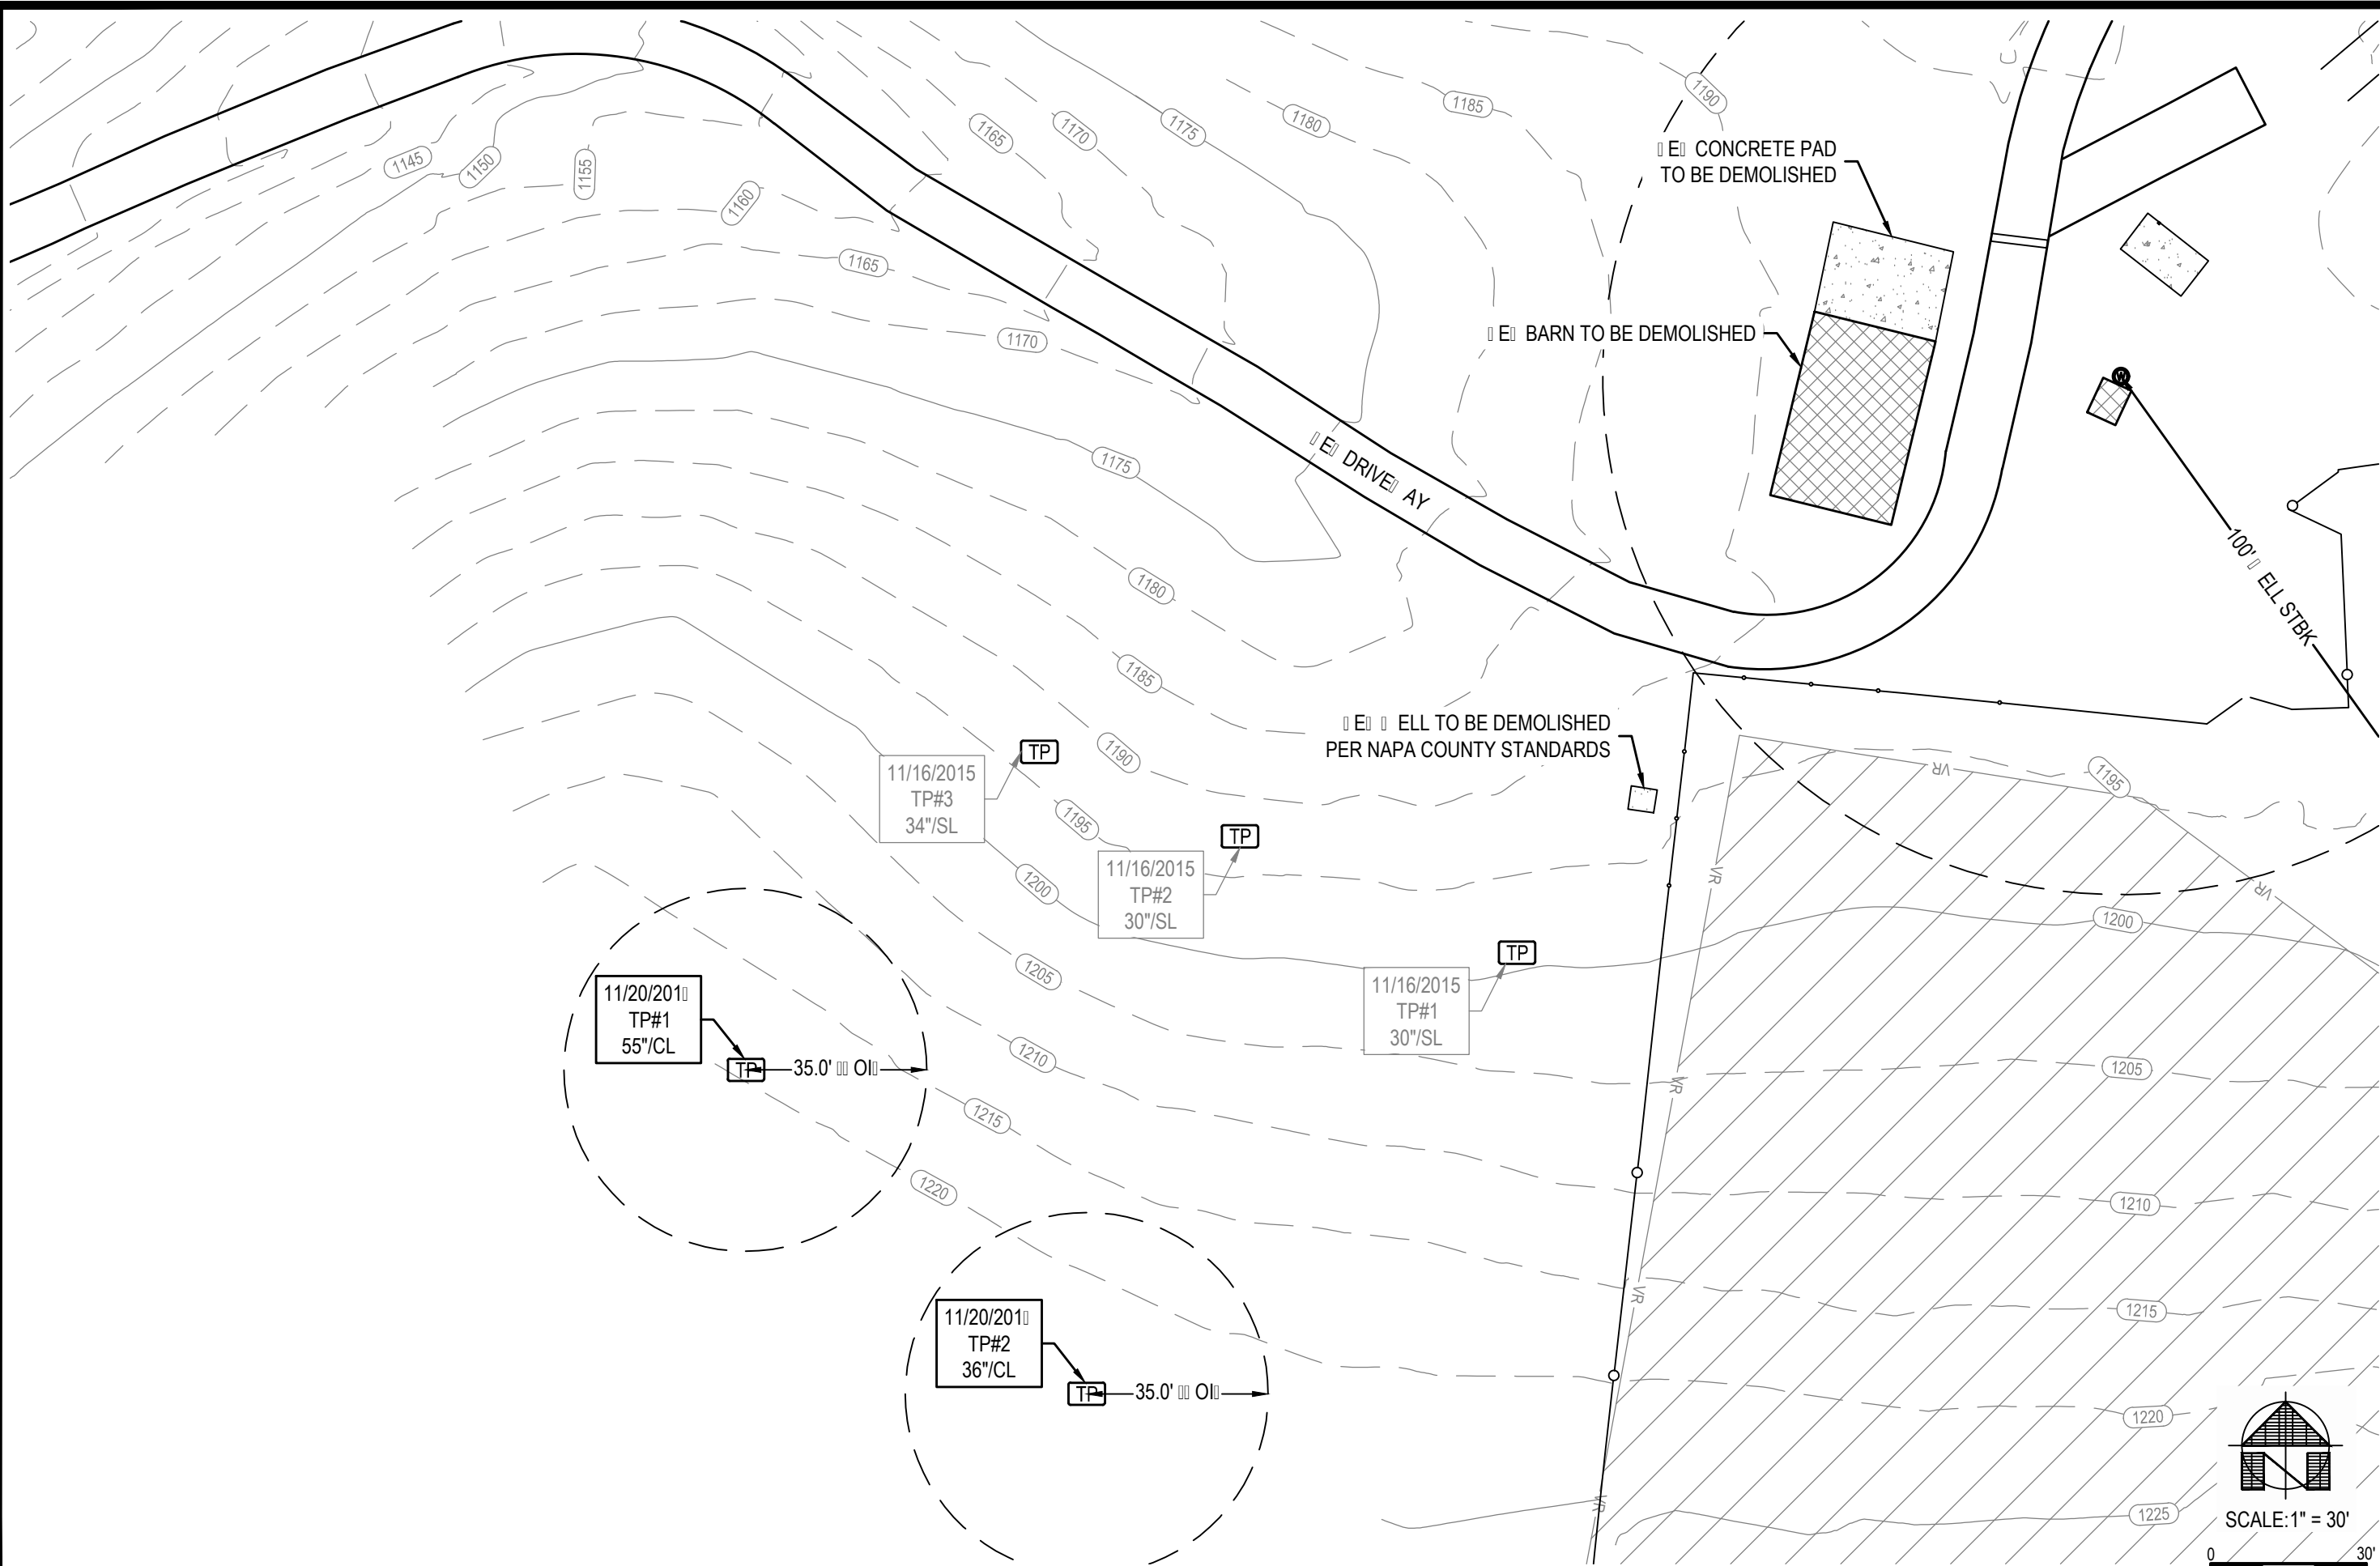 1190
1185
1180
1175
1170
1165
1145
1150
1155
1160
1165
1170
1175
1180
1185
1190
1195
1200
1205
1210
1215
1220
CONCRETE PAD
TO BE DEMOLISHED
BARN TO BE DEMOLISHED
100'
STBK
TO BE DEMOLISHED
PER NAPA COUNTY STANDARDS
11/16/2015
TP#3
34"/SL
TP
11/16/2015
TP#2
30"/SL
TP
11/16/2015
TP#1
30"/SL
TP
TP#1
55"/CL
TP
35.0'
TP#2
36"/CL
TP
35.0'
W
VR
VR
VR
VR
VR
VR
VR
1195
1200
1205
1210
1215
1220
1225
SCALE:1" = 30'
0
30'